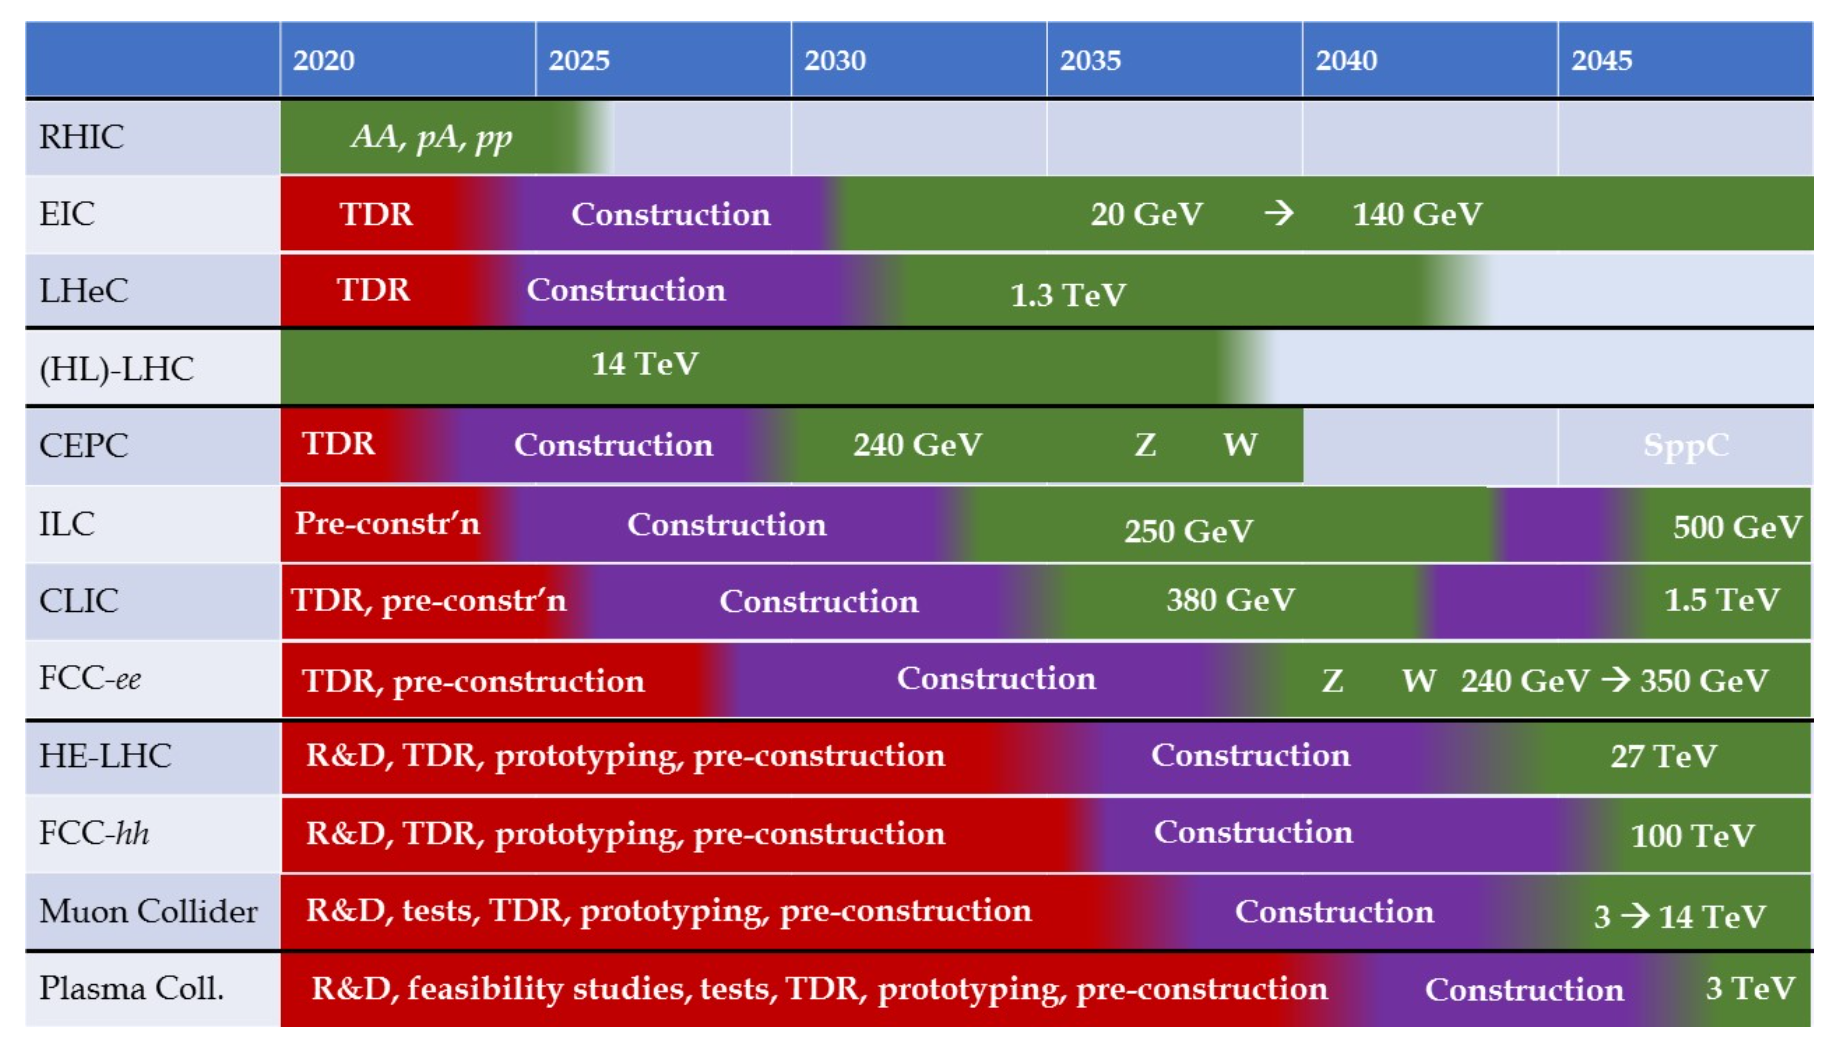 2020 2025 2030 2035 2040 2045
RHIC AA, pA, pp
EIC TDR Construction 20 GeV → 140 GeV
LHeC TDR Construction 1.3 TeV
(HL)-LHC 14 TeV
CEPC TDR Construction 240 GeV Z W SppC
ILC Pre-constr’n Construction 250 GeV 500 GeV
CLIC TDR, pre-constr’n Construction 380 GeV 1.5 TeV
FCC-ee TDR, pre-construction Construction Z W 240 GeV → 350 GeV
HE-LHC R&D, TDR, prototyping, pre-construction Construction 27 TeV
FCC-hh R&D, TDR, prototyping, pre-construction Construction 100 TeV
Muon Collider R&D, tests, TDR, prototyping, pre-construction Construction 3 → 14 TeV
Plasma Coll. R&D, feasibility studies, tests, TDR, prototyping, pre-construction Construction 3 TeV